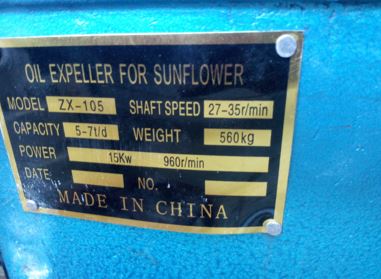 OIL EXPELLER FOR SUNFLOWER
MODEL ZX-105 SHAFT SPEED 27-35r/min
CAPACITY 5-7t/d WEIGHT 560kg
POWER 15Kw 960r/min
DATE NO.
MADE IN CHINA